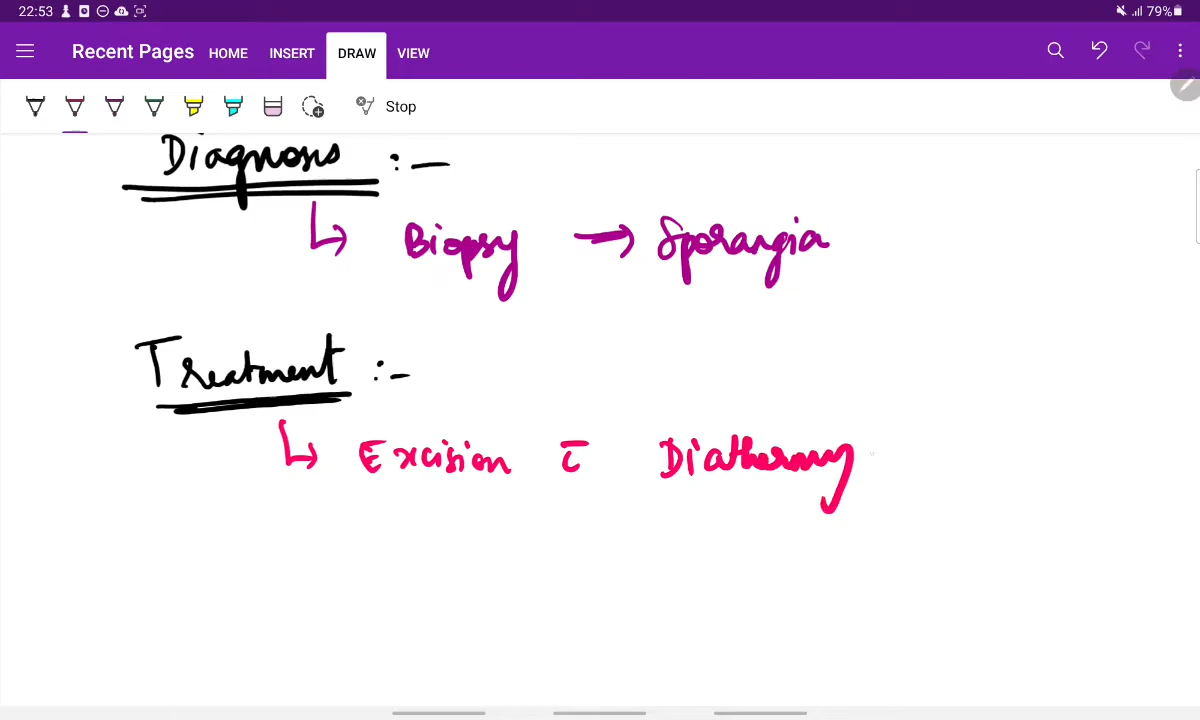 22:53 79%
Recent Pages HOME INSERT DRAW VIEW
Stop
Diagnosis :-
↳ Biopsy → Sporangia
Treatment :-
↳ Excision c̄ Diathermy